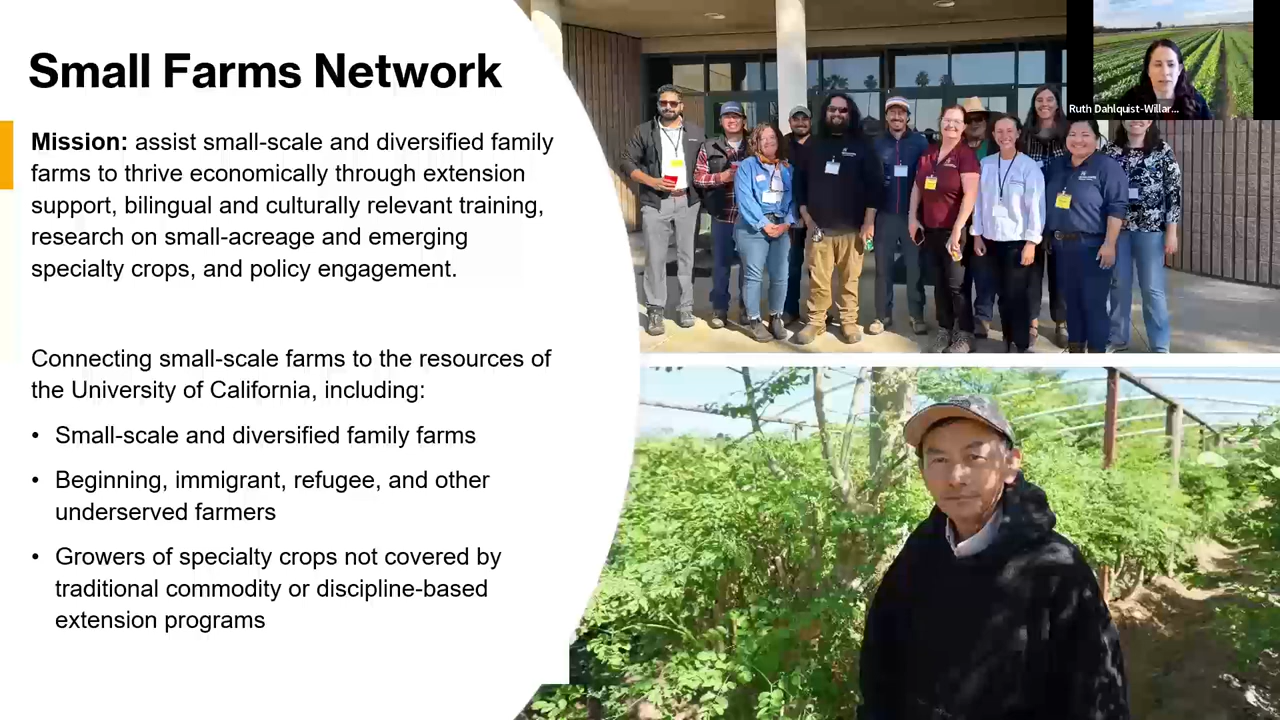 Small Farms Network
Mission: assist small-scale and diversified family
farms to thrive economically through extension
support, bilingual and culturally relevant training,
research on small-acreage and emerging
specialty crops, and policy engagement.
Connecting small-scale farms to the resources of
the University of California, including:
• Small-scale and diversified family farms
• Beginning, immigrant, refugee, and other
underserved farmers
• Growers of specialty crops not covered by
traditional commodity or discipline-based
extension programs
Ruth Dahlquist-Willar...